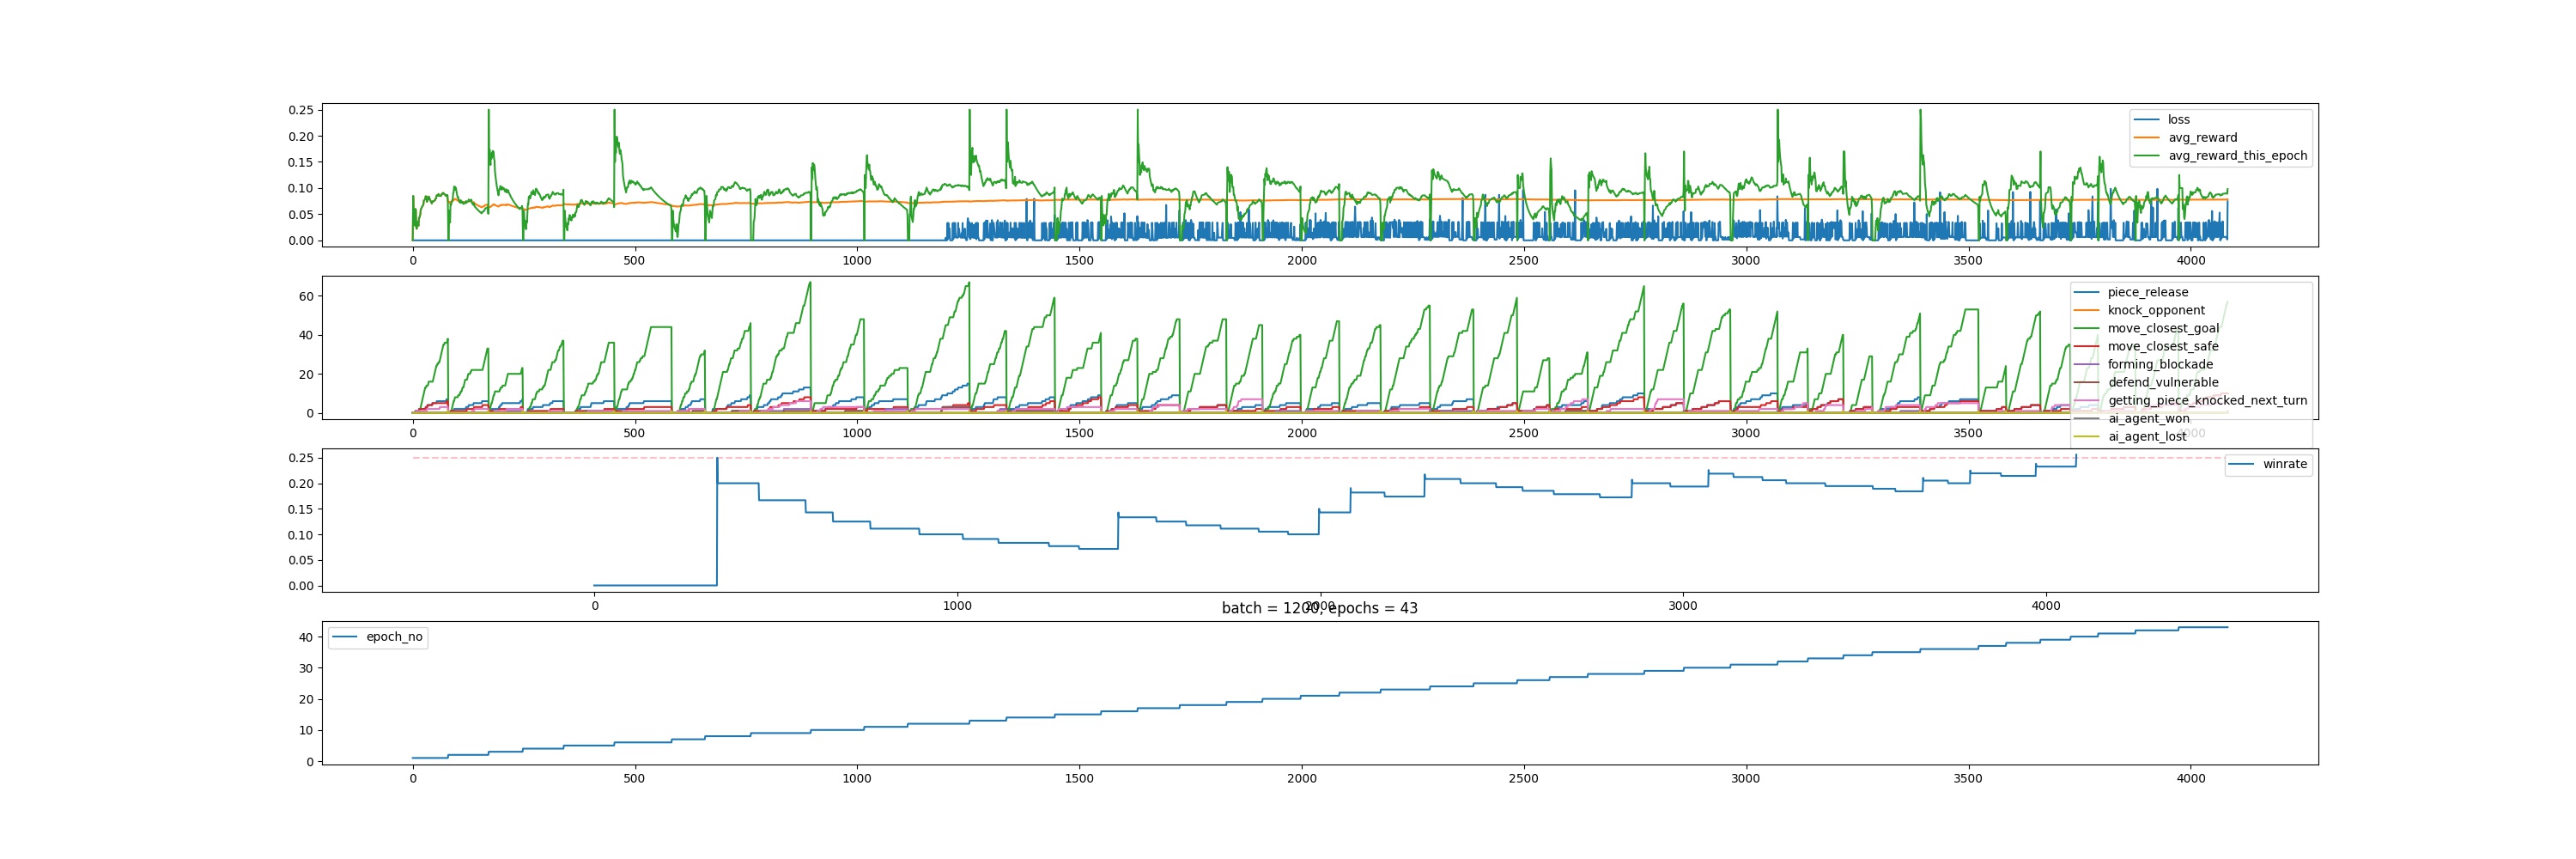 0.25
0.20
0.15
0.10
0.05
0.00
loss
avg_reward
avg_reward_this_epoch
0 500 1000 1500 2000 2500 3000 3500 4000
60
40
20
0
piece_release
knock_opponent
move_closest_goal
move_closest_safe
forming_blockade
defend_vulnerable
getting_piece_knocked_next_turn
ai_agent_won
ai_agent_lost
0 500 1000 1500 2000 2500 3000 3500 4000
0.25
0.20
0.15
0.10
0.05
0.00
winrate
0 1000 2000 3000 4000
batch = 1200, epochs = 43
40
30
20
10
0
epoch_no
0 500 1000 1500 2000 2500 3000 3500 4000